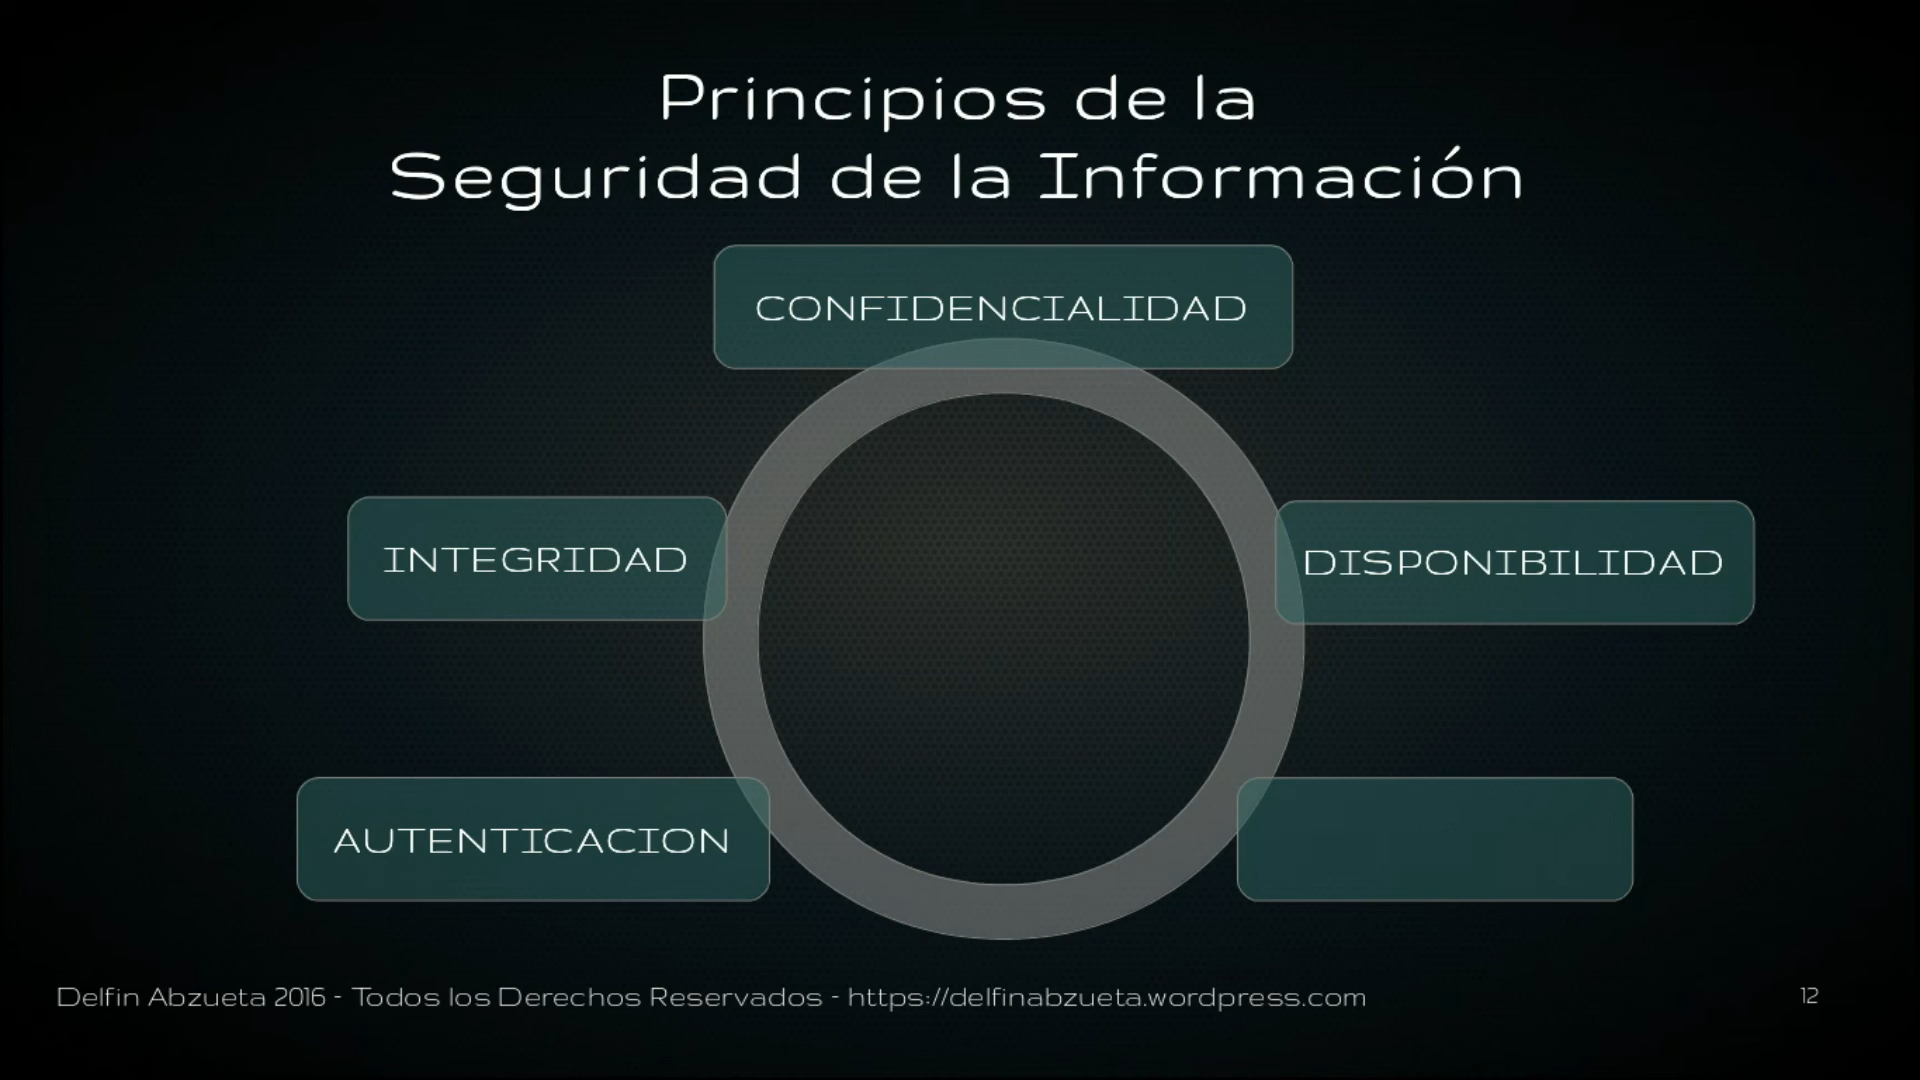 Principios de la
Seguridad de la Información
CONFIDENCIALIDAD
INTEGRIDAD
DISPONIBILIDAD
AUTENTICACION
Delfin Abzueta 2016 - Todos los Derechos Reservados - https://delfinabzueta.wordpress.com
12